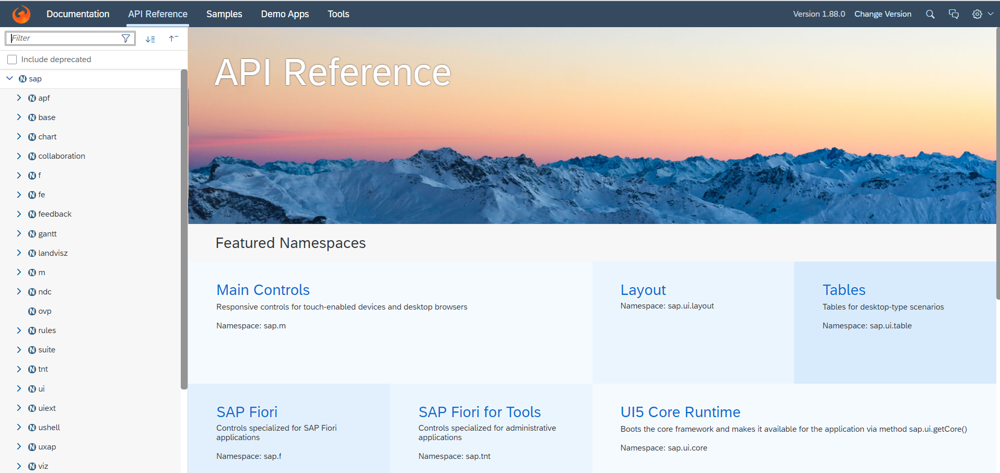 Documentation API Reference Samples Demo Apps Tools Version 1.88.0 Change Version
Filter
Include deprecated
N sap
N apf
N base
N chart
N collaboration
N f
N fe
N feedback
N gantt
N landvisz
N m
N ndc
N ovp
N rules
N suite
N tnt
N ui
N uiext
N ushell
N uxap
N viz
API Reference
Featured Namespaces
Main Controls
Responsive controls for touch-enabled devices and desktop browsers
Namespace: sap.m
Layout
Namespace: sap.ui.layout
Tables
Tables for desktop-type scenarios
Namespace: sap.ui.table
SAP Fiori
Controls specialized for SAP Fiori
applications
Namespace: sap.f
SAP Fiori for Tools
Controls specialized for administrative
applications
Namespace: sap.tnt
UI5 Core Runtime
Boots the core framework and makes it available for the application via method sap.ui.getCore()
Namespace: sap.ui.core